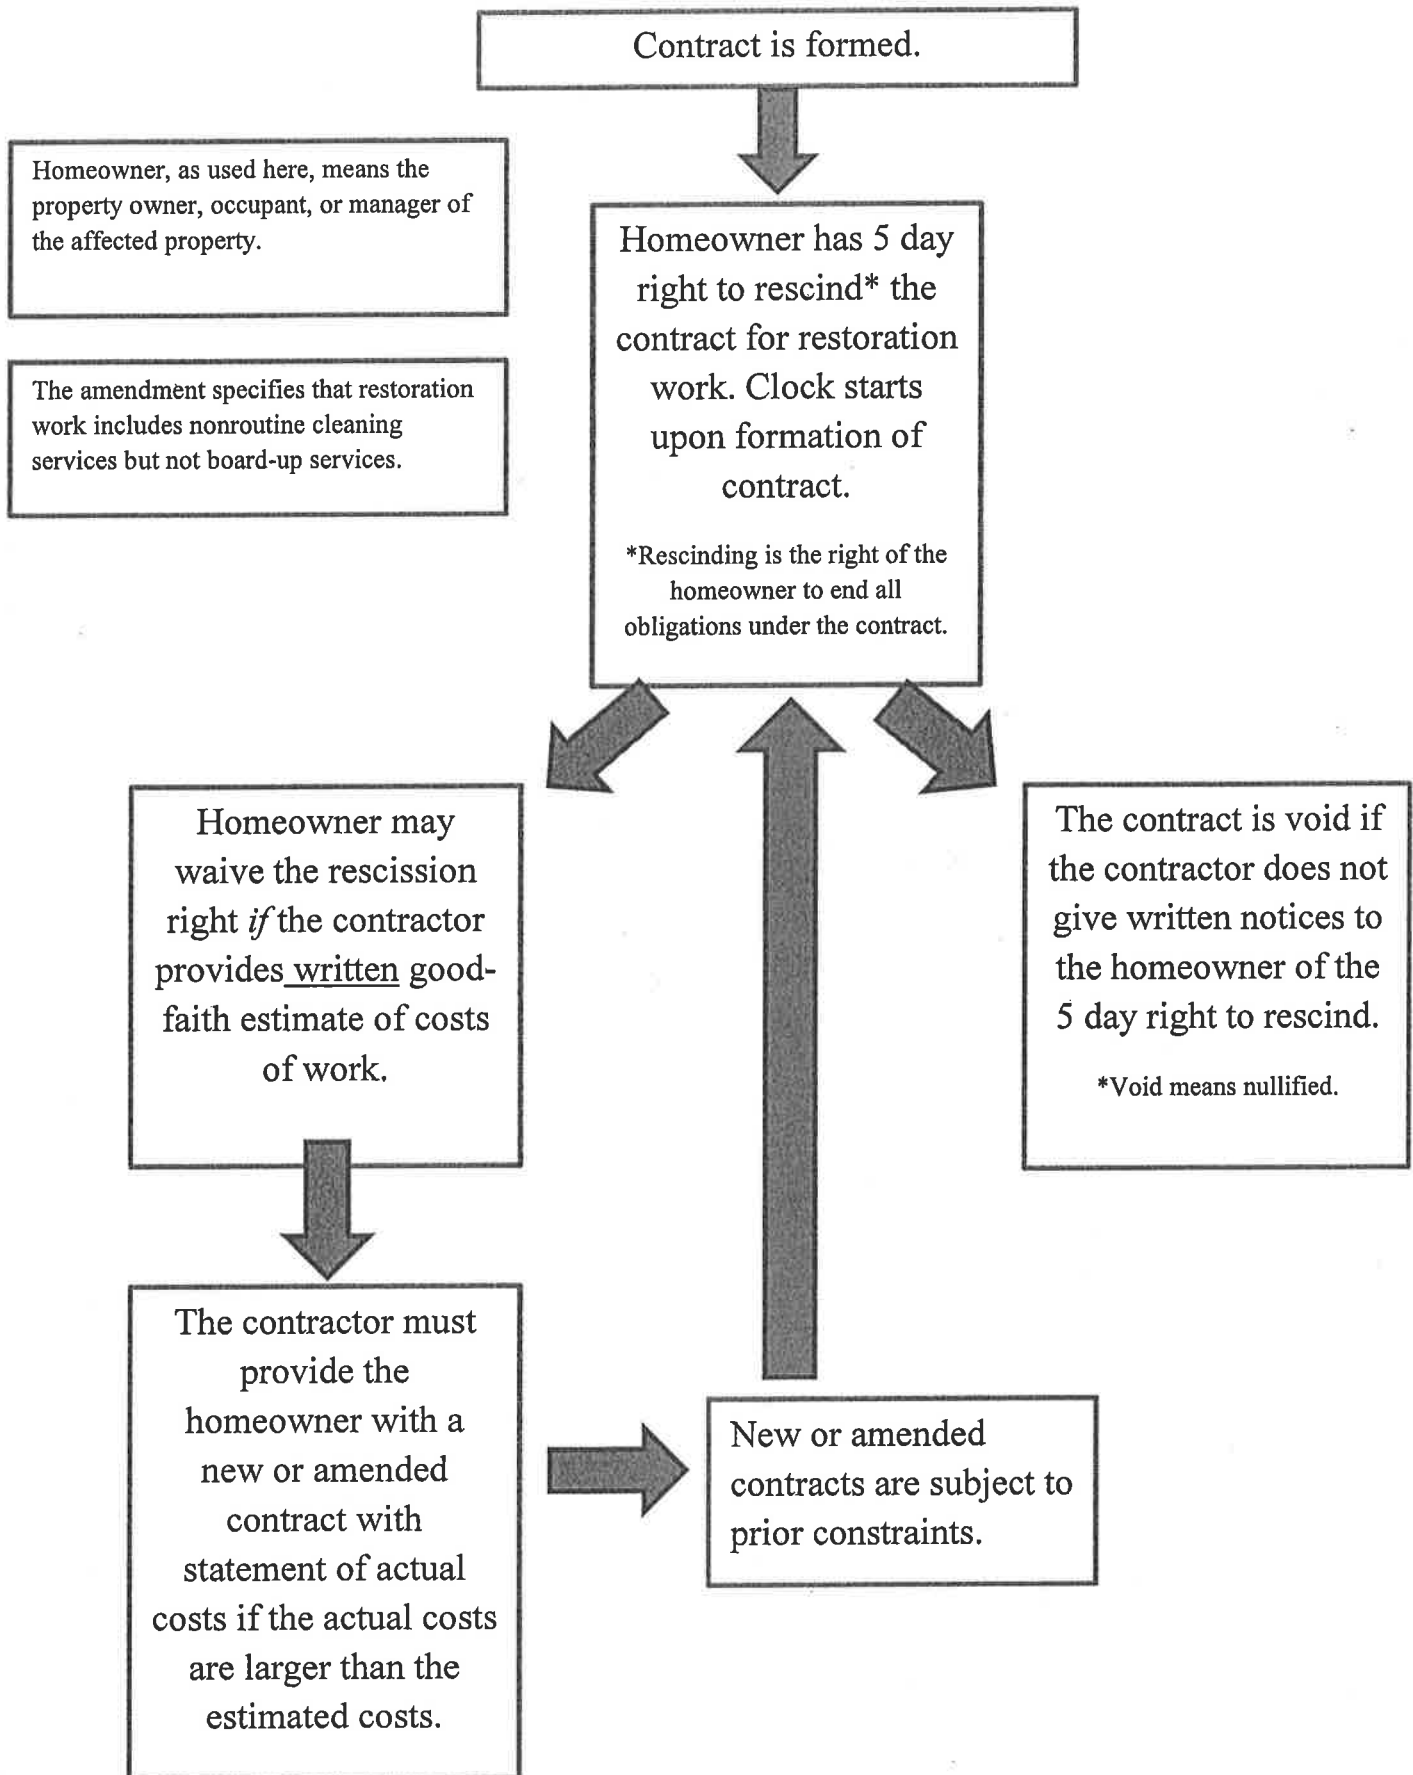 Contract is formed.
Homeowner, as used here, means the
property owner, occupant, or manager of
the affected property.
The amendment specifies that restoration
work includes nonroutine cleaning
services but not board-up services.
Homeowner has 5 day
right to rescind* the
contract for restoration
work. Clock starts
upon formation of
contract.
*Rescinding is the right of the
homeowner to end all
obligations under the contract.
Homeowner may
waive the rescission
right if the contractor
provides written good-
faith estimate of costs
of work.
The contract is void if
the contractor does not
give written notices to
the homeowner of the
5 day right to rescind.
*Void means nullified.
The contractor must
provide the
homeowner with a
new or amended
contract with
statement of actual
costs if the actual costs
are larger than the
estimated costs.
New or amended
contracts are subject to
prior constraints.